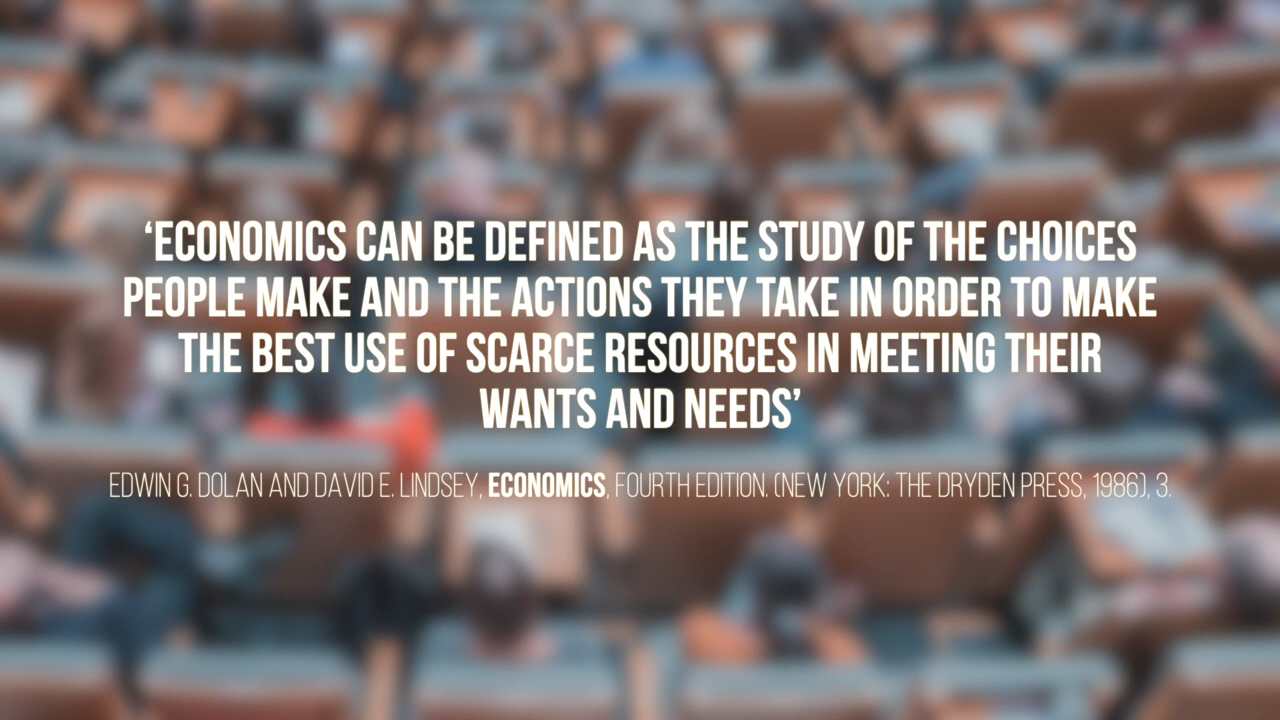 ‘ECONOMICS CAN BE DEFINED AS THE STUDY OF THE CHOICES
PEOPLE MAKE AND THE ACTIONS THEY TAKE IN ORDER TO MAKE
THE BEST USE OF SCARCE RESOURCES IN MEETING THEIR
WANTS AND NEEDS’
EDWIN G. DOLAN AND DAVID E. LINDSEY, ECONOMICS, FOURTH EDITION. (NEW YORK: THE DRYDEN PRESS, 1986), 3.